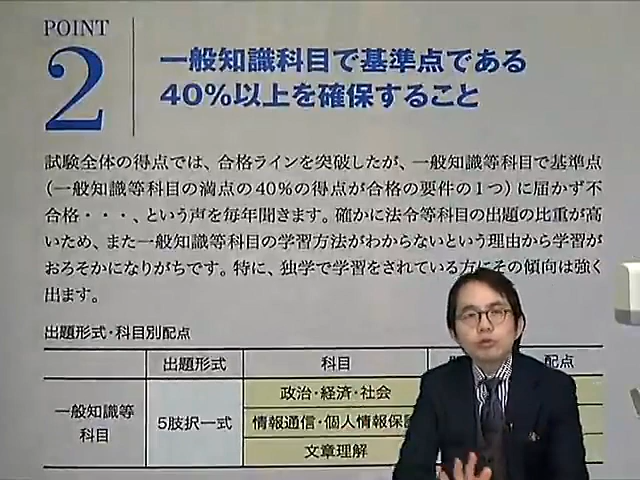 POINT
2
一般知識科目で基準点である
40%以上を確保すること
試験全体の得点では、合格ラインを突破したが、一般知識等科目で基準点
(一般知識等科目の満点の40%の得点が合格の要件の1つ)に届かず不
合格・・・、という声を毎年聞きます。確かに法令等科目の出題の比重が高
いため、また一般知識等科目の学習方法がわからないという理由から学習が
おろそかになりがちです。特に、独学で学習をされている方にその傾向は強く
出ます。
出題形式・科目別配点
出題形式 科目 配点
一般知識等
科目
5肢択一式
政治・経済・社会
情報通信・個人情報保
文章理解